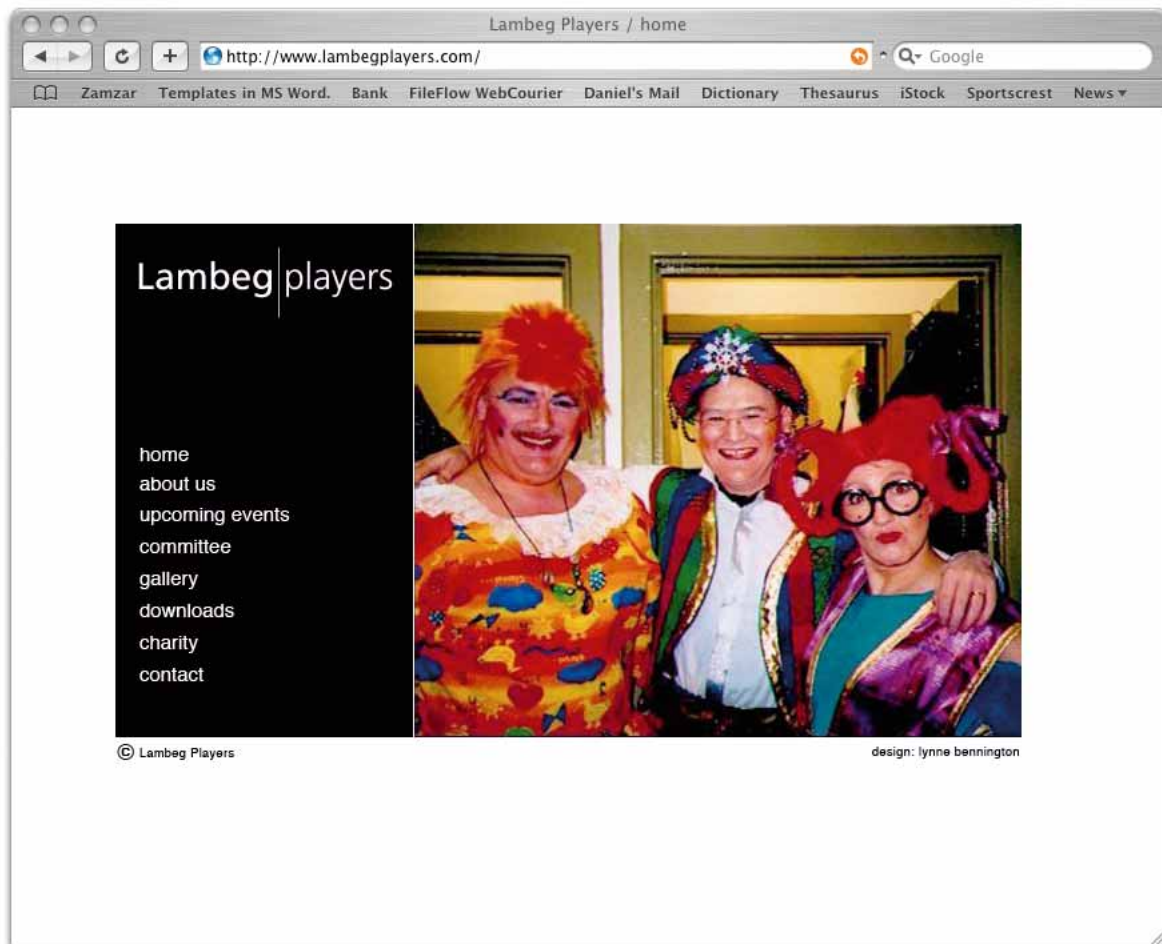 Lambeg Players / home
http://www.lambegplayers.com/
Google
Zamzar Templates in MS Word. Bank FileFlow WebCourier Daniel's Mail Dictionary Thesaurus iStock Sportscrest News
Lambeg players
home
about us
upcoming events
committee
gallery
downloads
charity
contact
© Lambeg Players
design: lynne bennington